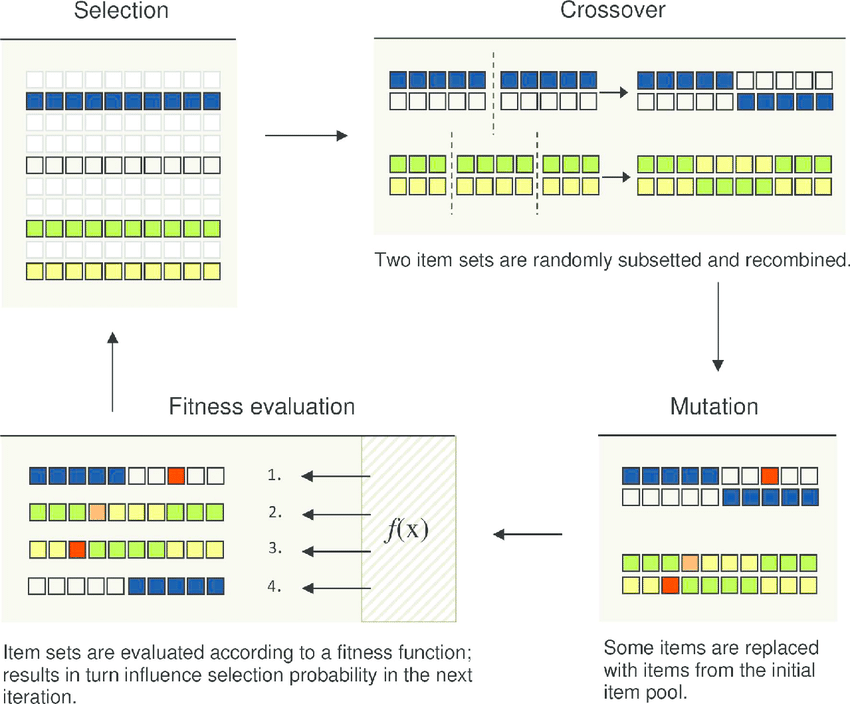 Selection
Crossover
Two item sets are randomly subsetted and recombined.
Fitness evaluation
Mutation
1.
2.
3.
4.
f(x)
Item sets are evaluated according to a fitness function;
results in turn influence selection probability in the next
iteration.
Some items are replaced
with items from the initial
item pool.